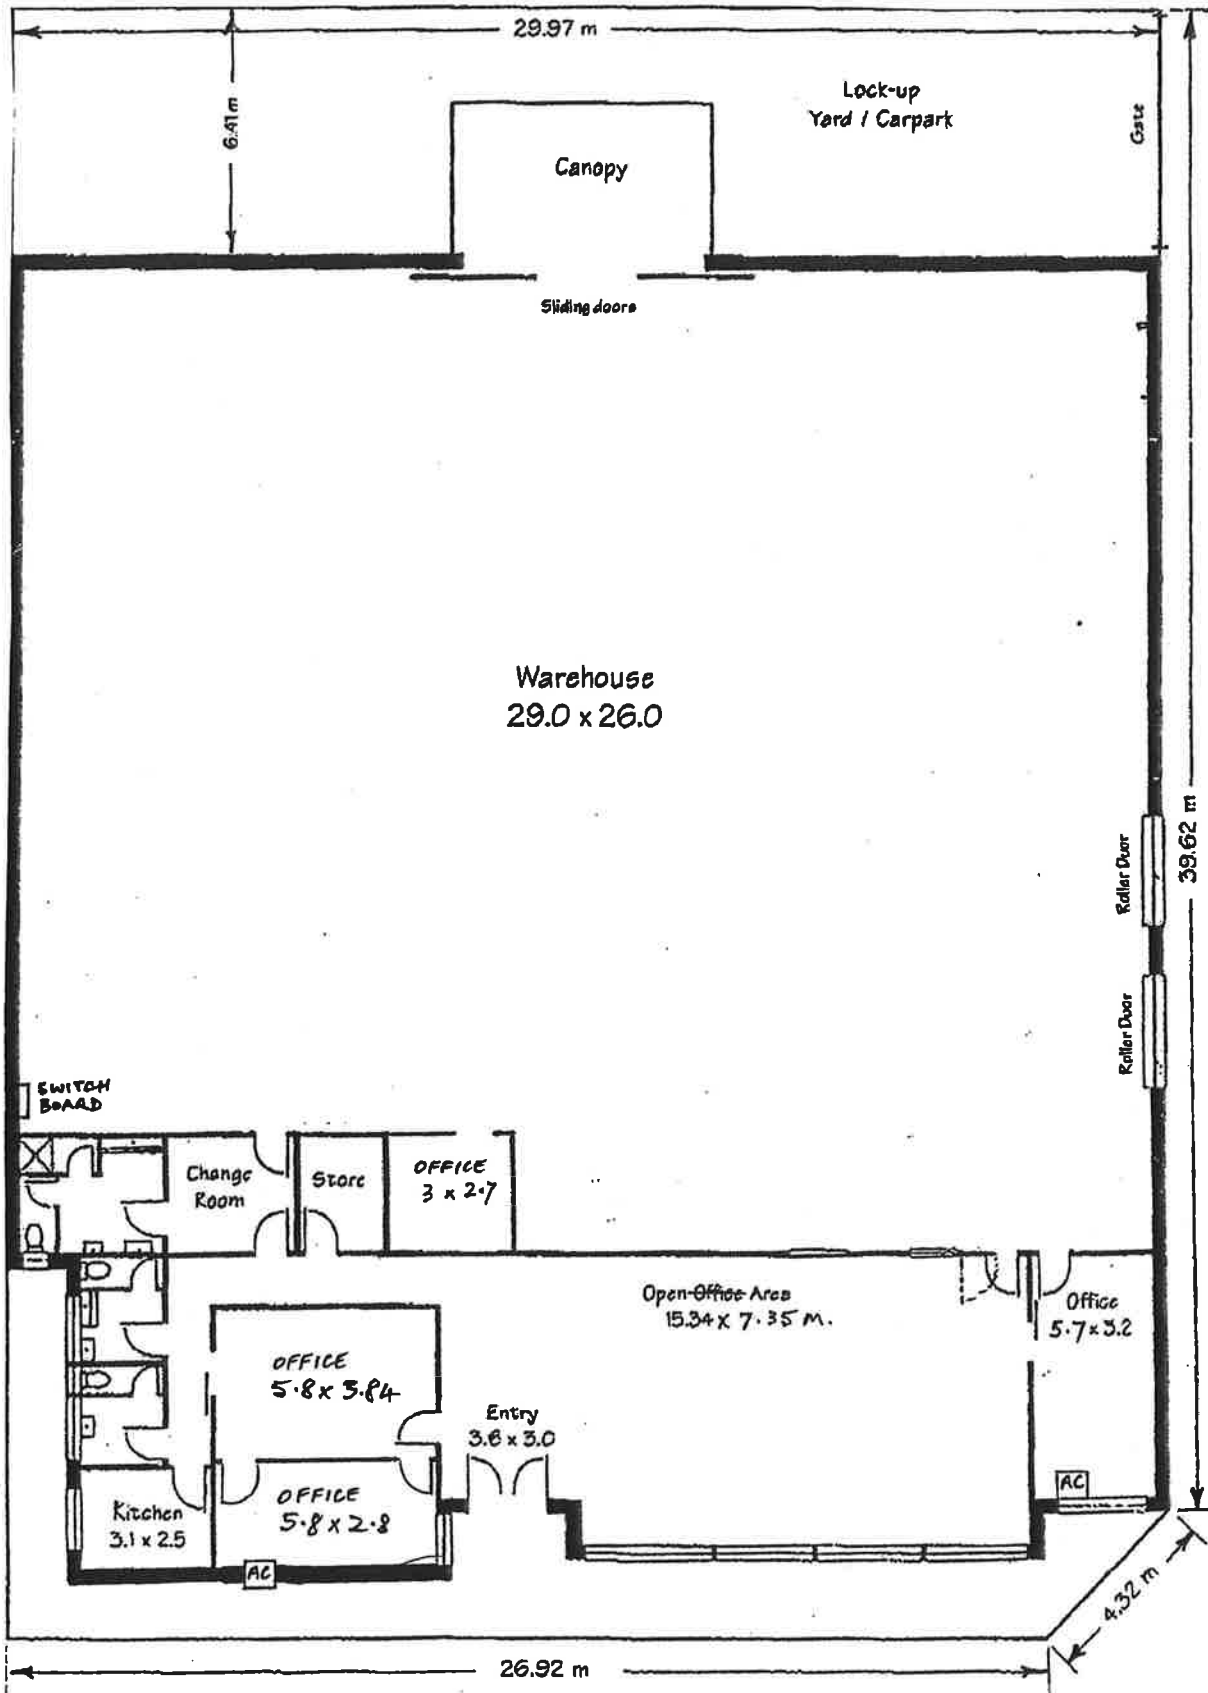 29.97 m
Lock-up
Yard / Carpark
Gate
6.41 m
Canopy
Sliding doors
Warehouse
29.0 x 26.0
39.62 m
Roller Door
Roller Door
SWITCH
BOARD
Change
Room
Store
OFFICE
3 x 2.7
Open Office Area
15.34 x 7.35 M.
Office
5.7 x 3.2
OFFICE
5.8 x 3.84
Entry
3.6 x 3.0
Kitchen
3.1 x 2.5
OFFICE
5.8 x 2.8
AC
AC
4.32 m
26.92 m